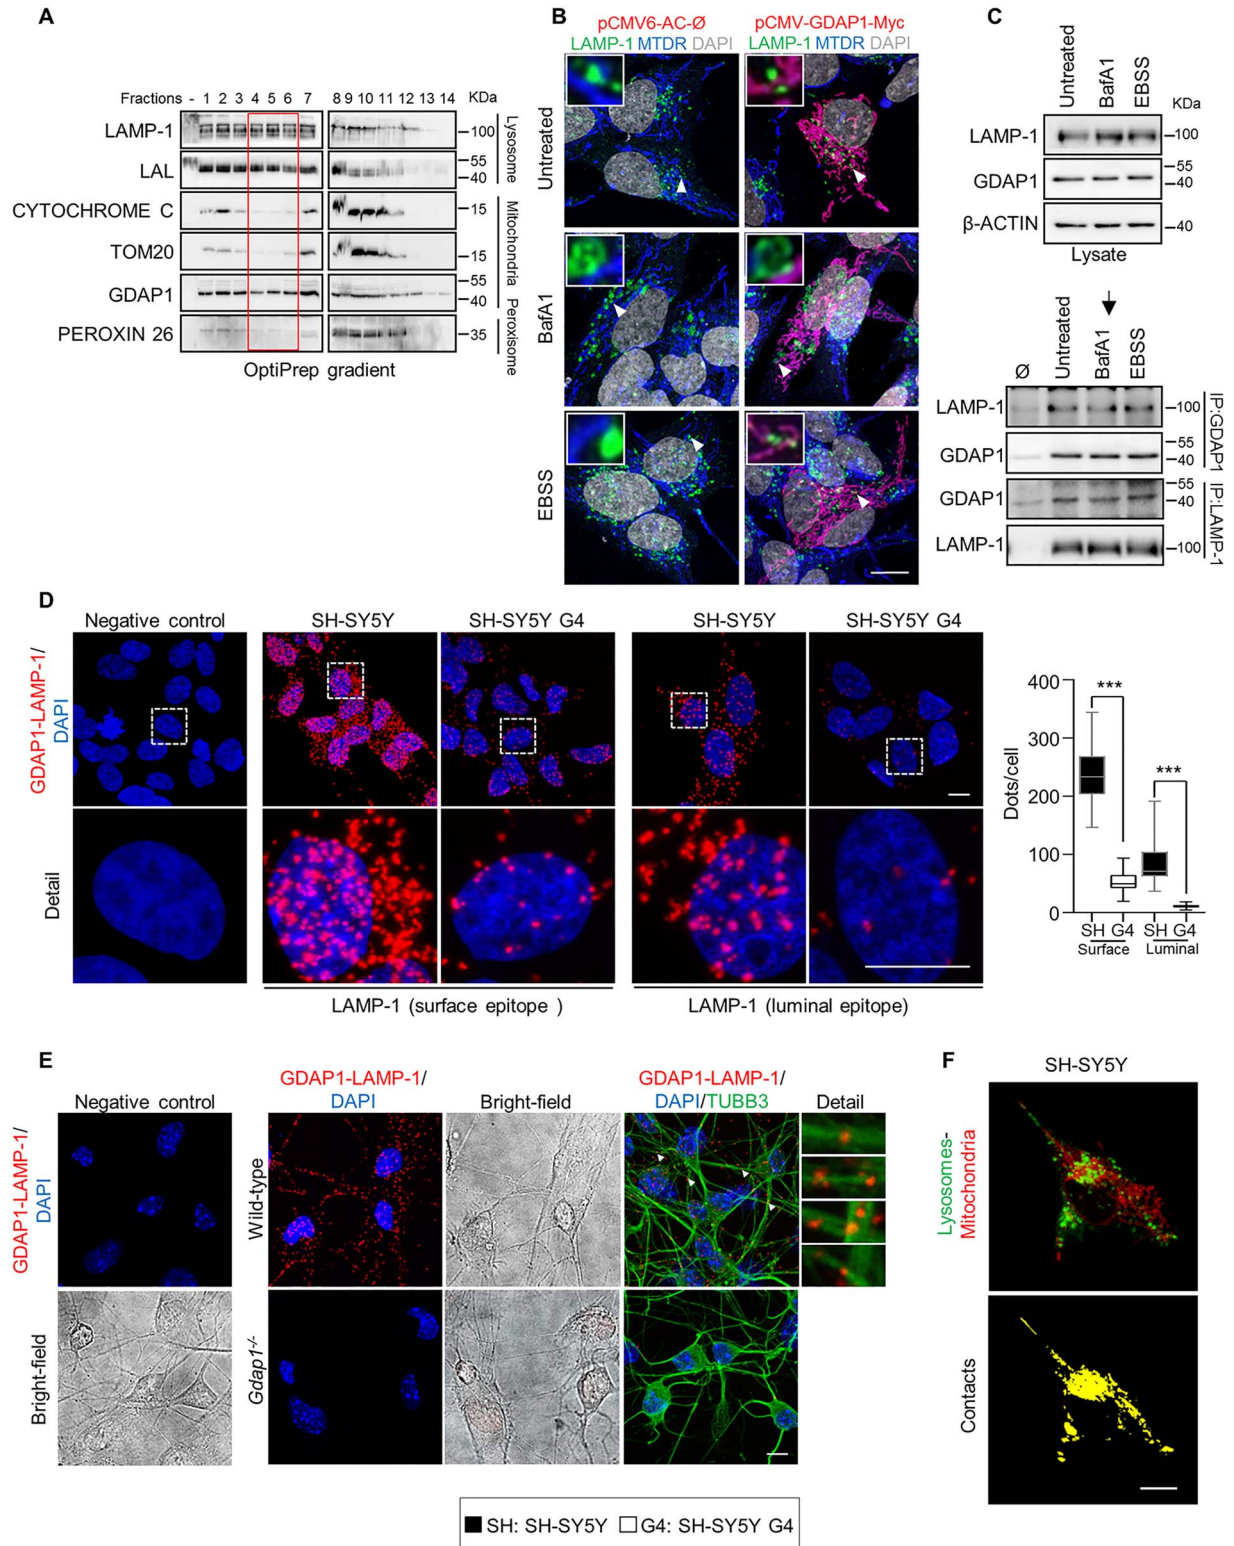 A
Fractions - 1 2 3 4 5 6 7 8 9 10 11 12 13 14 KDa
LAMP-1 –100
LAL –55
–40
Lysosome
CYTOCHROME C –15
TOM20 –15
Mitochondria
GDAP1 –55
–40
PEROXIN 26 –35
Peroxisome
OptiPrep gradient
B
pCMV6-AC-Ø pCMV-GDAP1-Myc
LAMP-1 MTDR DAPI LAMP-1 MTDR DAPI
Untreated
BafA1
EBSS
C
Untreated
BafA1
EBSS
KDa
LAMP-1 –100
GDAP1 –55
–40
β-ACTIN –40
Lysate
Ø
Untreated
BafA1
EBSS
LAMP-1 –100
GDAP1 –55
–40
IP:GDAP1
GDAP1 –55
–40
LAMP-1 –100
IP:LAMP-1
D
Negative control SH-SY5Y SH-SY5Y G4 SH-SY5Y SH-SY5Y G4
GDAP1-LAMP-1/
DAPI
Detail
LAMP-1 (surface epitope ) LAMP-1 (luminal epitope)
Dots/cell
400
300
200
100
0
***
***
SH G4 SH G4
Surface Luminal
E
Negative control
GDAP1-LAMP-1/
DAPI
Bright-field
GDAP1-LAMP-1/
DAPI
Bright-field
GDAP1-LAMP-1/
DAPI/TUBB3
Detail
Wild-type
Gdap1-/-
F
SH-SY5Y
Lysosomes-
Mitochondria
Contacts
SH: SH-SY5Y G4: SH-SY5Y G4